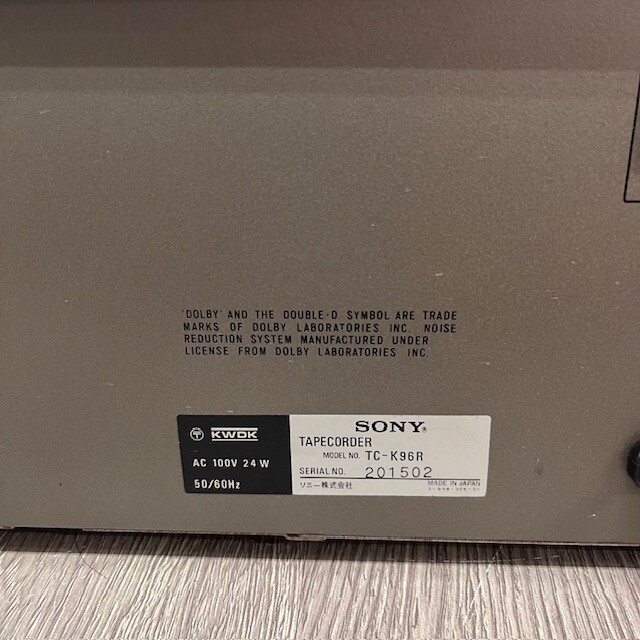 'DOLBY' AND THE DOUBLE-D SYMBOL ARE TRADE
MARKS OF DOLBY LABORATORIES INC. NOISE
REDUCTION SYSTEM MANUFACTURED UNDER
LICENSE FROM DOLBY LABORATORIES INC.
KWDK
AC 100V 24 W
50/60Hz
SONY®
TAPECORDER
MODEL NO. TC-K96R
SERIAL NO. 201502
ソニー株式会社
MADE IN JAPAN